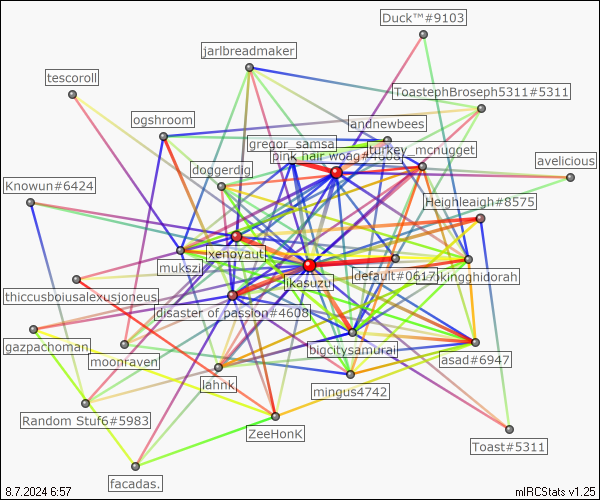 Duck™#9103
jarlbreadmaker
tescoroll
ToastephBroseph5311#5311
ogshroom
andnewbees
gregor_samsa
turkey_mcnugget
pink hair woag#4808
avelicious
doggerdig
Knowun#6424
Heighleaigh#8575
xenoyaut
mukszi
kingghidorah
default#0617
ikasuzu
thiccusboiusalexusjoneus
disaster of passion#4608
gazpachoman
bigcitysamurai
moonraven
asad#6947
lahnk
mingus4742
Random Stuf6#5983
ZeeHonK
Toast#5311
facadas.
8.7.2024 6:57
mIRCStats v1.25